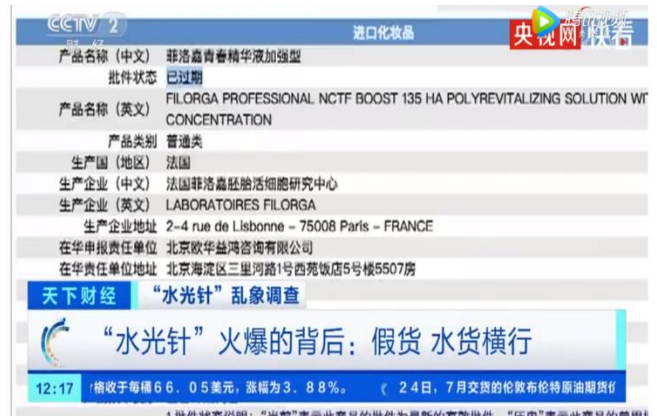 CCTV 2
财经
进口化妆品
央视网 快看
腾讯视频
产品名称（中文） 菲洛嘉青春精华液加强型
批件状态 已过期
产品名称（英文） FILORGA PROFESSIONAL NCTF BOOST 135 HA POLYREVITALIZING SOLUTION WIT
CONCENTRATION
产品类别 普通类
生产国（地区） 法国
生产企业（中文） 法国菲洛嘉胚胎活细胞研究中心
生产企业（英文） LABORATOIRES FILORGA
生产企业地址 2-4 rue de Lisbonne - 75008 Paris - FRANCE
在华申报责任单位 北京欧华益鸿咨询有限公司
在华责任单位地址 北京海淀区三里河路1号西苑饭店5号楼5507房
天下财经 “水光针”乱象调查
“水光针”火爆的背后：假货 水货横行
12:17 价格收于每桶66.05美元，涨幅为3.88%。 24日，7月交货的伦敦布伦特原油期货价